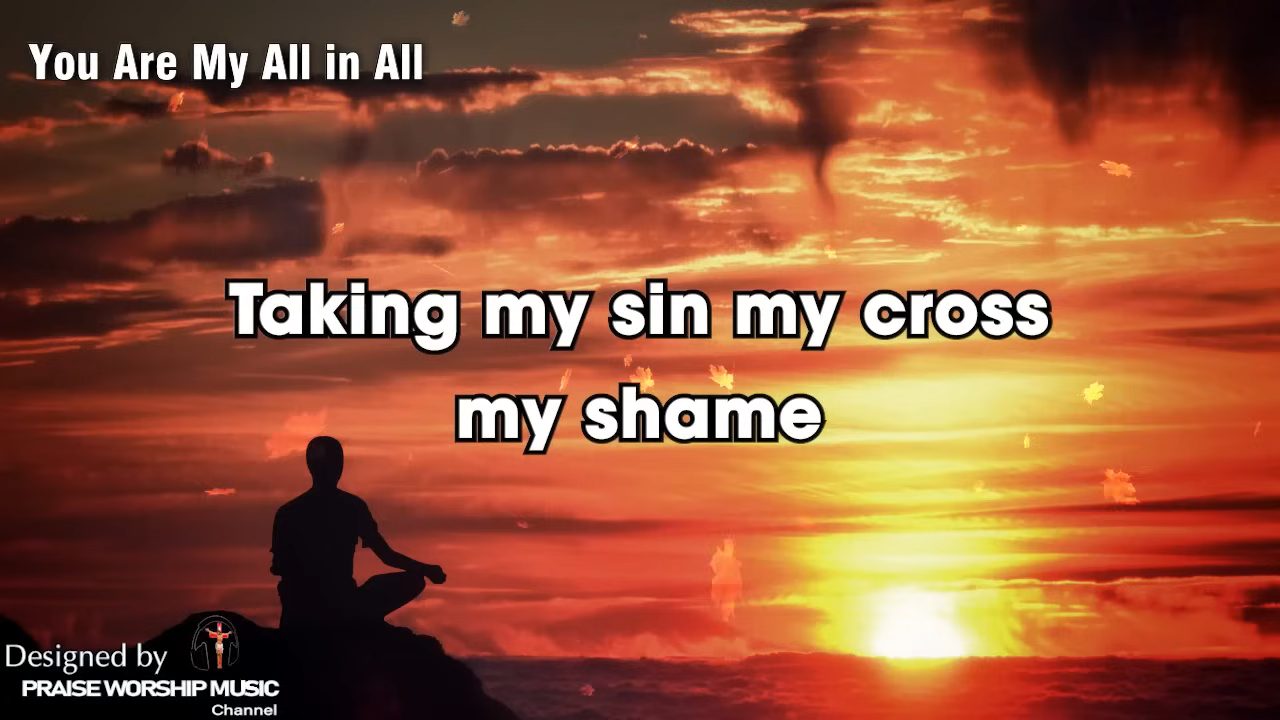 You Are My All in All
Taking my sin my cross
my shame
Designed by
PRAISE WORSHIP MUSIC
Channel